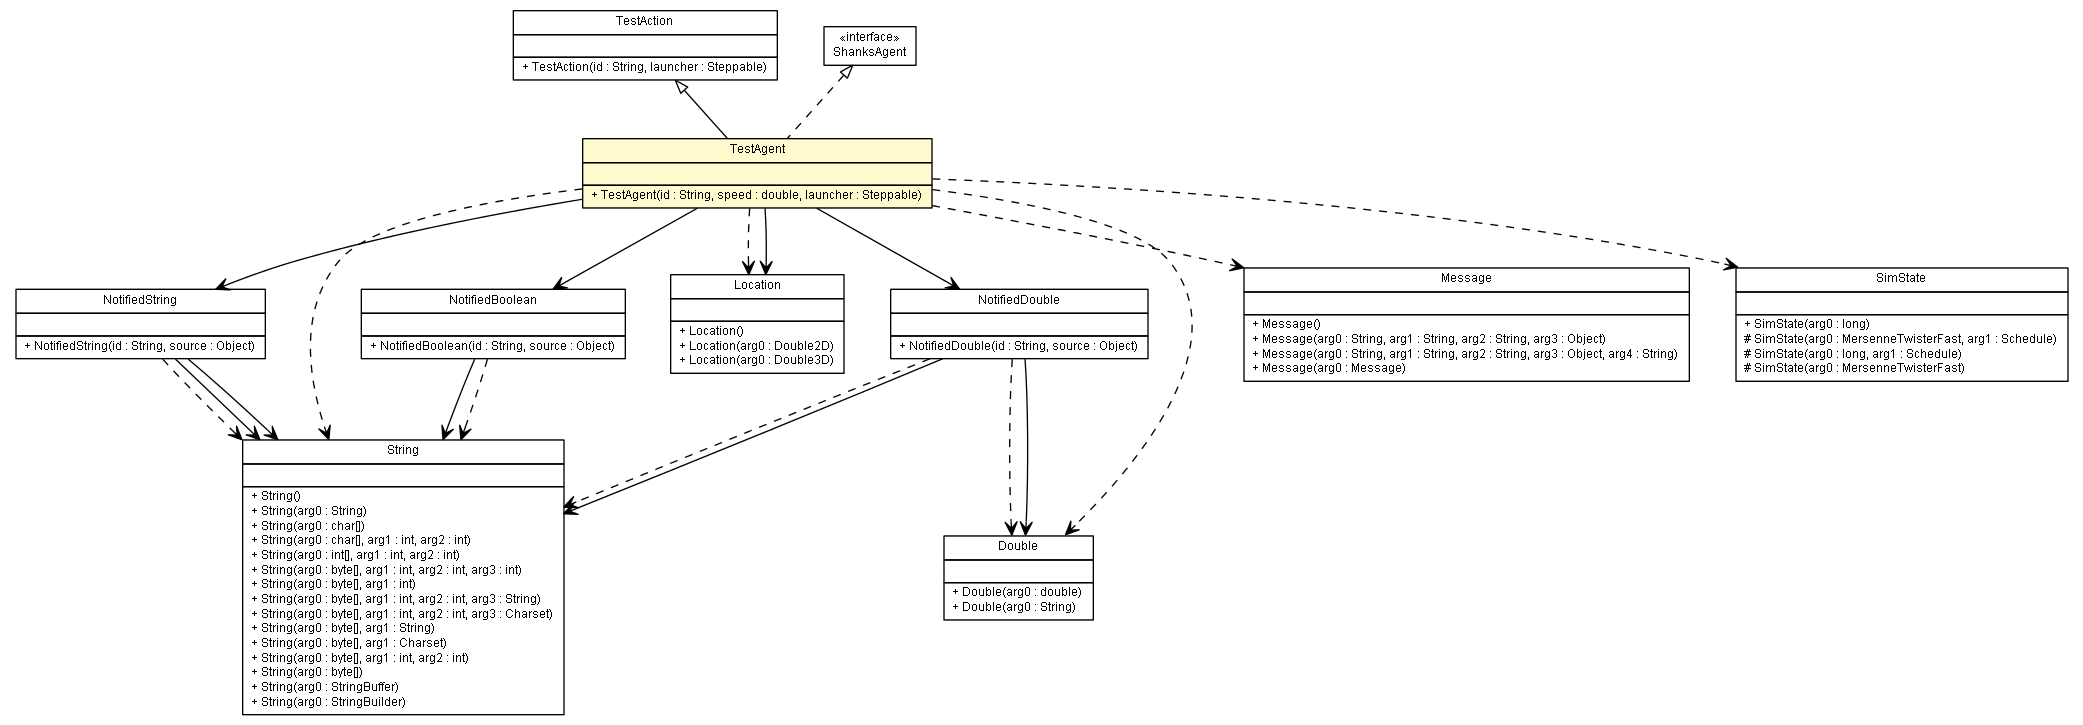 TestAction
+ TestAction(id : String, launcher : Steppable)
«interface»
ShanksAgent
TestAgent
+ TestAgent(id : String, speed : double, launcher : Steppable)
NotifiedString
+ NotifiedString(id : String, source : Object)
NotifiedBoolean
+ NotifiedBoolean(id : String, source : Object)
Location
+ Location()
+ Location(arg0 : Double2D)
+ Location(arg0 : Double3D)
NotifiedDouble
+ NotifiedDouble(id : String, source : Object)
Message
+ Message()
+ Message(arg0 : String, arg1 : String, arg2 : String, arg3 : Object)
+ Message(arg0 : String, arg1 : String, arg2 : String, arg3 : Object, arg4 : String)
+ Message(arg0 : Message)
SimState
+ SimState(arg0 : long)
# SimState(arg0 : MersenneTwisterFast, arg1 : Schedule)
# SimState(arg0 : long, arg1 : Schedule)
# SimState(arg0 : MersenneTwisterFast)
String
+ String()
+ String(arg0 : String)
+ String(arg0 : char[])
+ String(arg0 : char[], arg1 : int, arg2 : int)
+ String(arg0 : int[], arg1 : int, arg2 : int)
+ String(arg0 : byte[], arg1 : int, arg2 : int, arg3 : int)
+ String(arg0 : byte[], arg1 : int)
+ String(arg0 : byte[], arg1 : int, arg2 : int, arg3 : String)
+ String(arg0 : byte[], arg1 : int, arg2 : int, arg3 : Charset)
+ String(arg0 : byte[], arg1 : String)
+ String(arg0 : byte[], arg1 : Charset)
+ String(arg0 : byte[], arg1 : int, arg2 : int)
+ String(arg0 : byte[])
+ String(arg0 : StringBuffer)
+ String(arg0 : StringBuilder)
Double
+ Double(arg0 : double)
+ Double(arg0 : String)